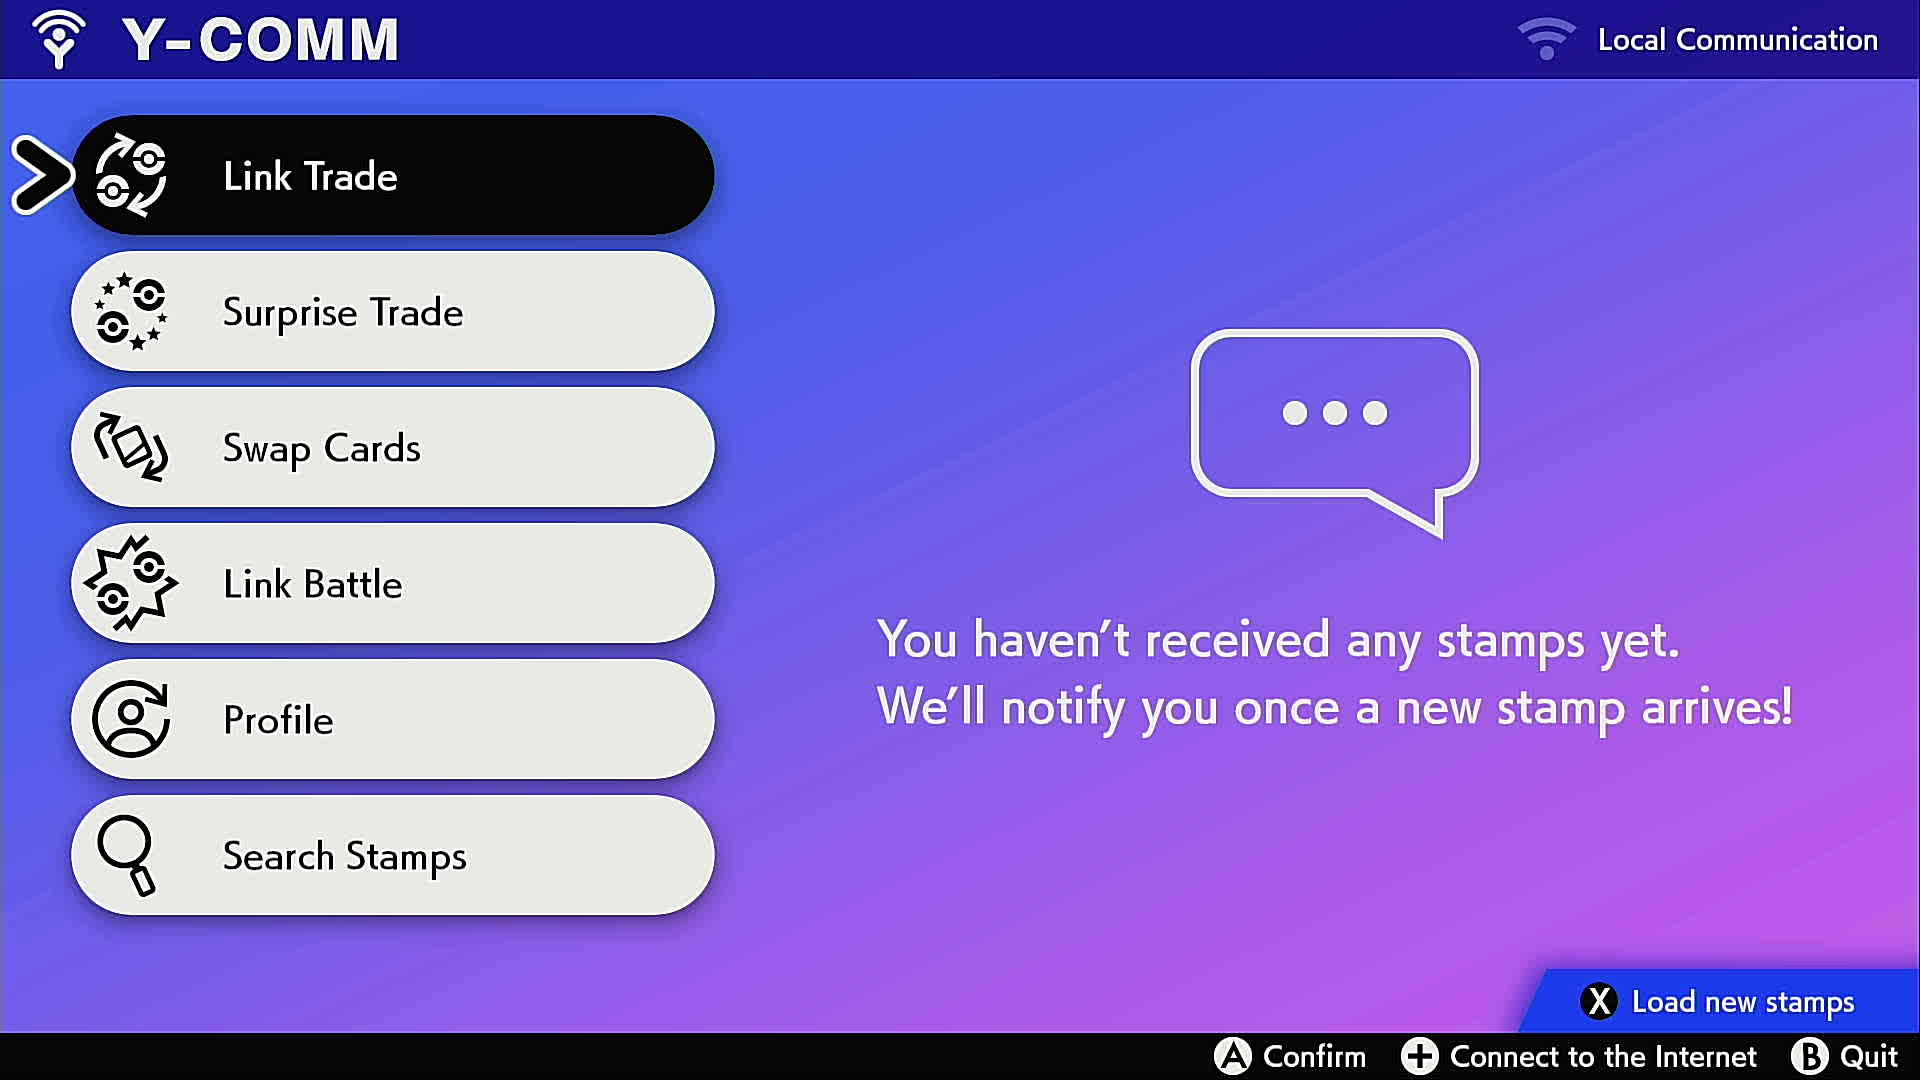 Y-COMM
Local Communication
Link Trade
Surprise Trade
Swap Cards
Link Battle
Profile
Search Stamps
You haven't received any stamps yet.
We'll notify you once a new stamp arrives!
X Load new stamps
A Confirm + Connect to the Internet B Quit